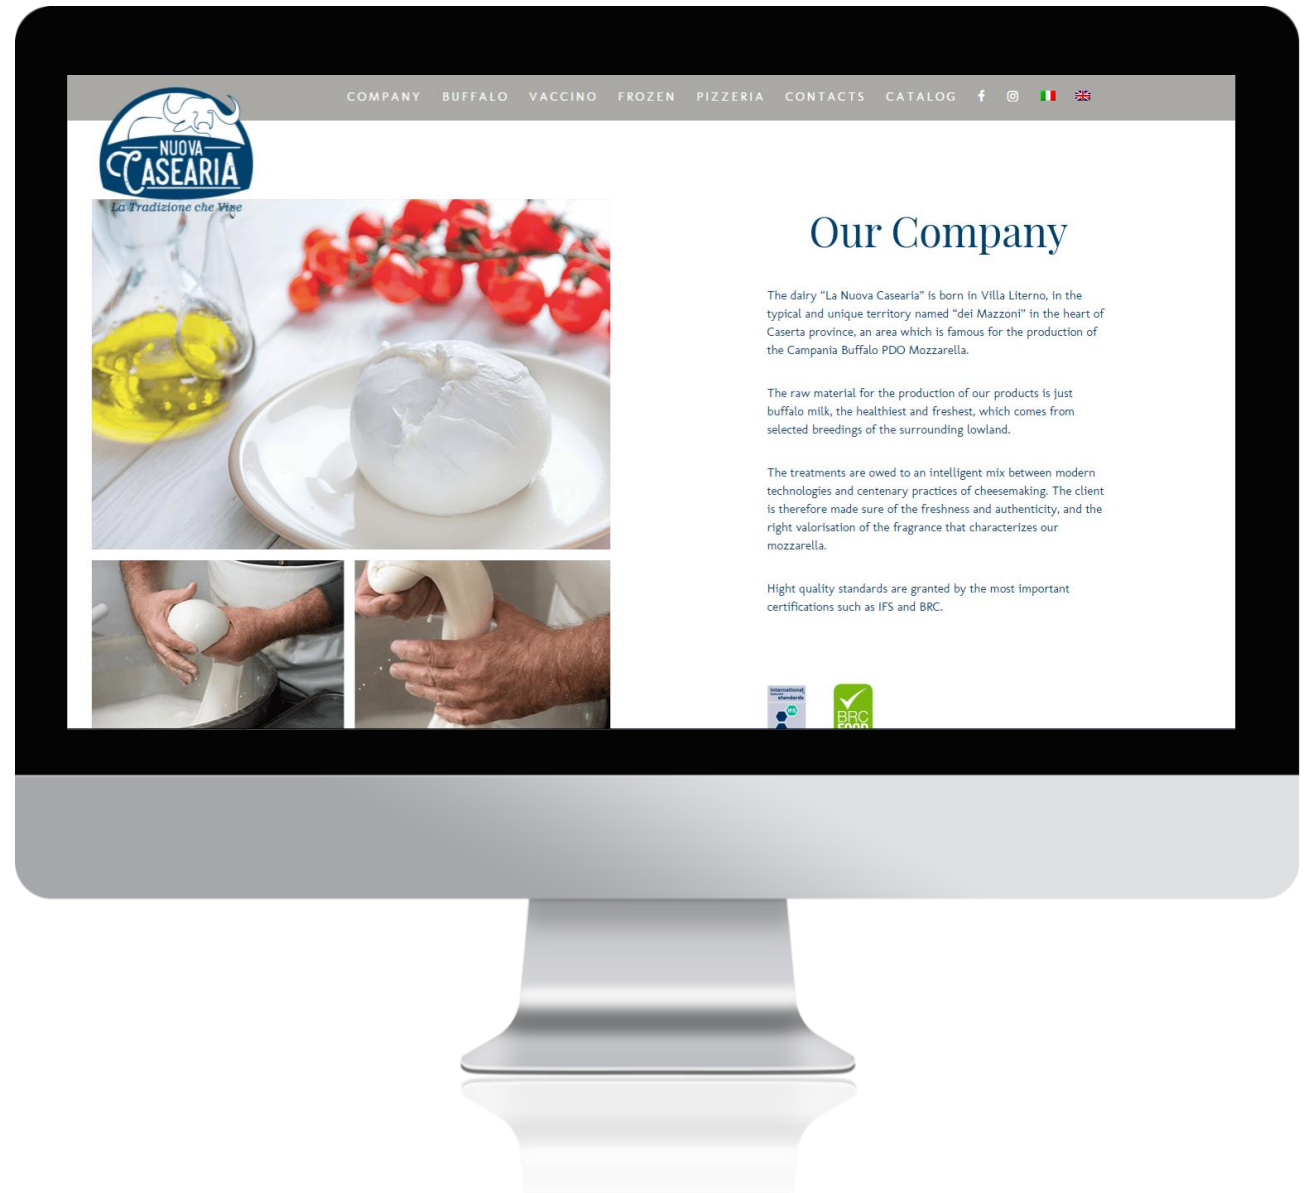 COMPANY BUFFALO VACCINO FROZEN PIZZERIA CONTACTS CATALOG
NUOVA
CASEARIA
La Tradizione che Vive
Our Company
The dairy “La Nuova Casearia” is born in Villa Literno, in the
typical and unique territory named “dei Mazzoni” in the heart of
Caserta province, an area which is famous for the production of
the Campania Buffalo PDO Mozzarella.
The raw material for the production of our products is just
buffalo milk, the healthiest and freshest, which comes from
selected breedings of the surrounding lowland.
The treatments are owed to an intelligent mix between modern
technologies and centenary practices of cheesemaking. The client
is therefore made sure of the freshness and authenticity, and the
right valorisation of the fragrance that characterizes our
mozzarella.
Hight quality standards are granted by the most important
certifications such as IFS and BRC.
international
standards
IFS
BRC
FOOD